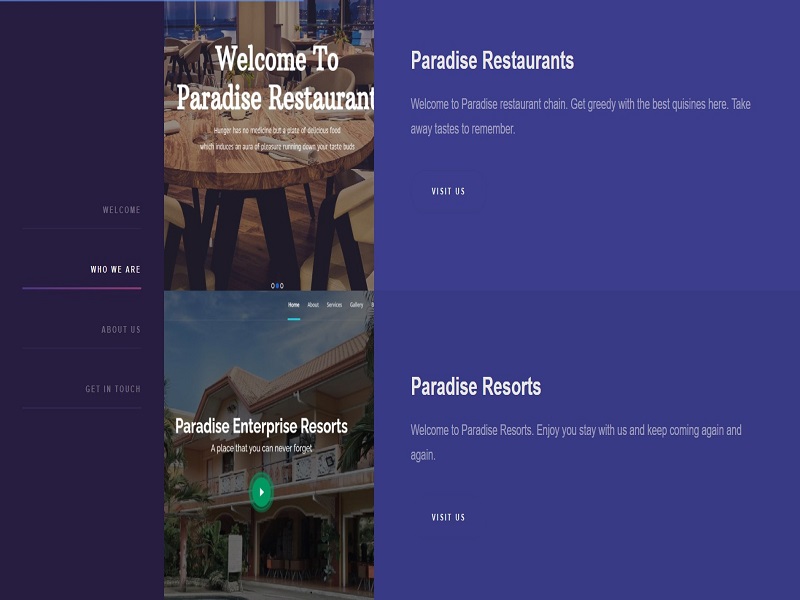 WELCOME
WHO WE ARE
ABOUT US
GET IN TOUCH
Welcome To
Paradise Restaurant
Hunger has no medicine but a plate of delicious food
which induces an aura of pleasure running down your taste buds
Paradise Restaurants
Welcome to Paradise restaurant chain. Get greedy with the best quisines here. Take
away tastes to remember.
VISIT US
Home About Services Gallery
Paradise Enterprise Resorts
A place that you can never forget
Paradise Resorts
Welcome to Paradise Resorts. Enjoy you stay with us and keep coming again and
again.
VISIT US